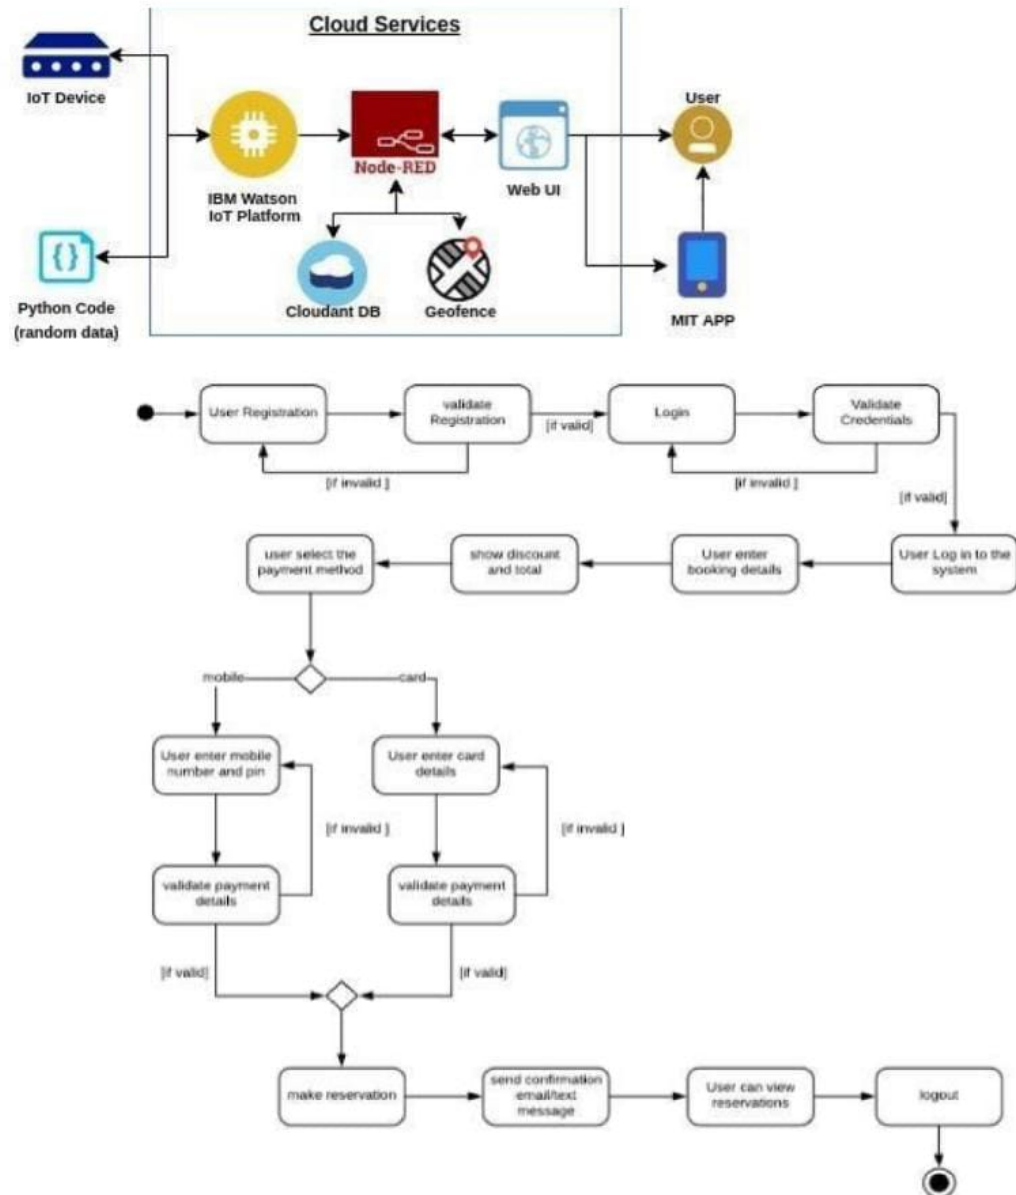 Cloud Services
IoT Device
User
Node-RED
Web UI
IBM Watson
IoT Platform
Python Code
(random data)
Cloudant DB
Geofence
MIT APP
User Registration
validate
Registration
[if valid]
Login
Validate
Credentials
[if invalid ]
[if invalid ]
[if valid]
user select the
payment method
show discount
and total
User enter
booking details
User Log in to the
system
mobile
card
User enter mobile
number and pin
User enter card
details
[if invalid ]
[if invalid ]
validate payment
details
validate payment
details
[if valid]
[if valid]
make reservation
send confirmation
email/text
message
User can view
reservations
logout